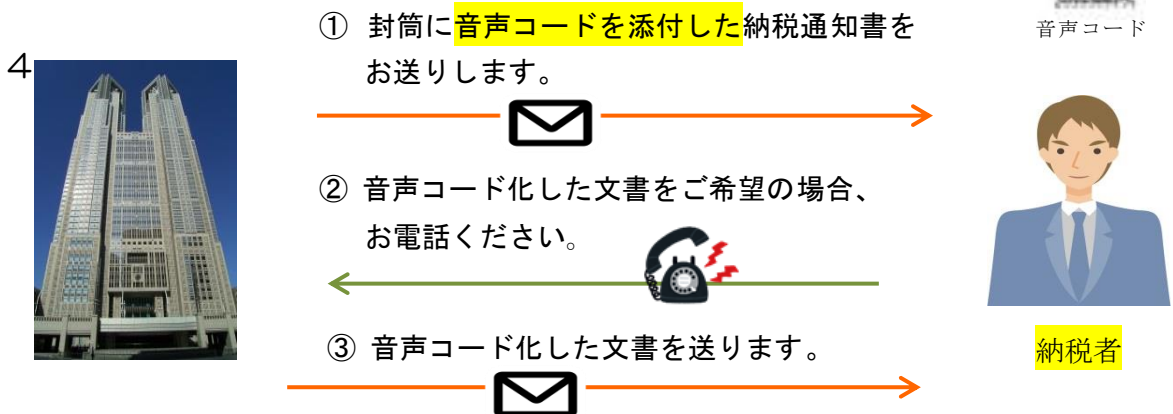 ① 封筒に音声コードを添付した納税通知書を
お送りします。
音声コード
４
② 音声コード化した文書をご希望の場合、
お電話ください。
③ 音声コード化した文書を送ります。
納税者